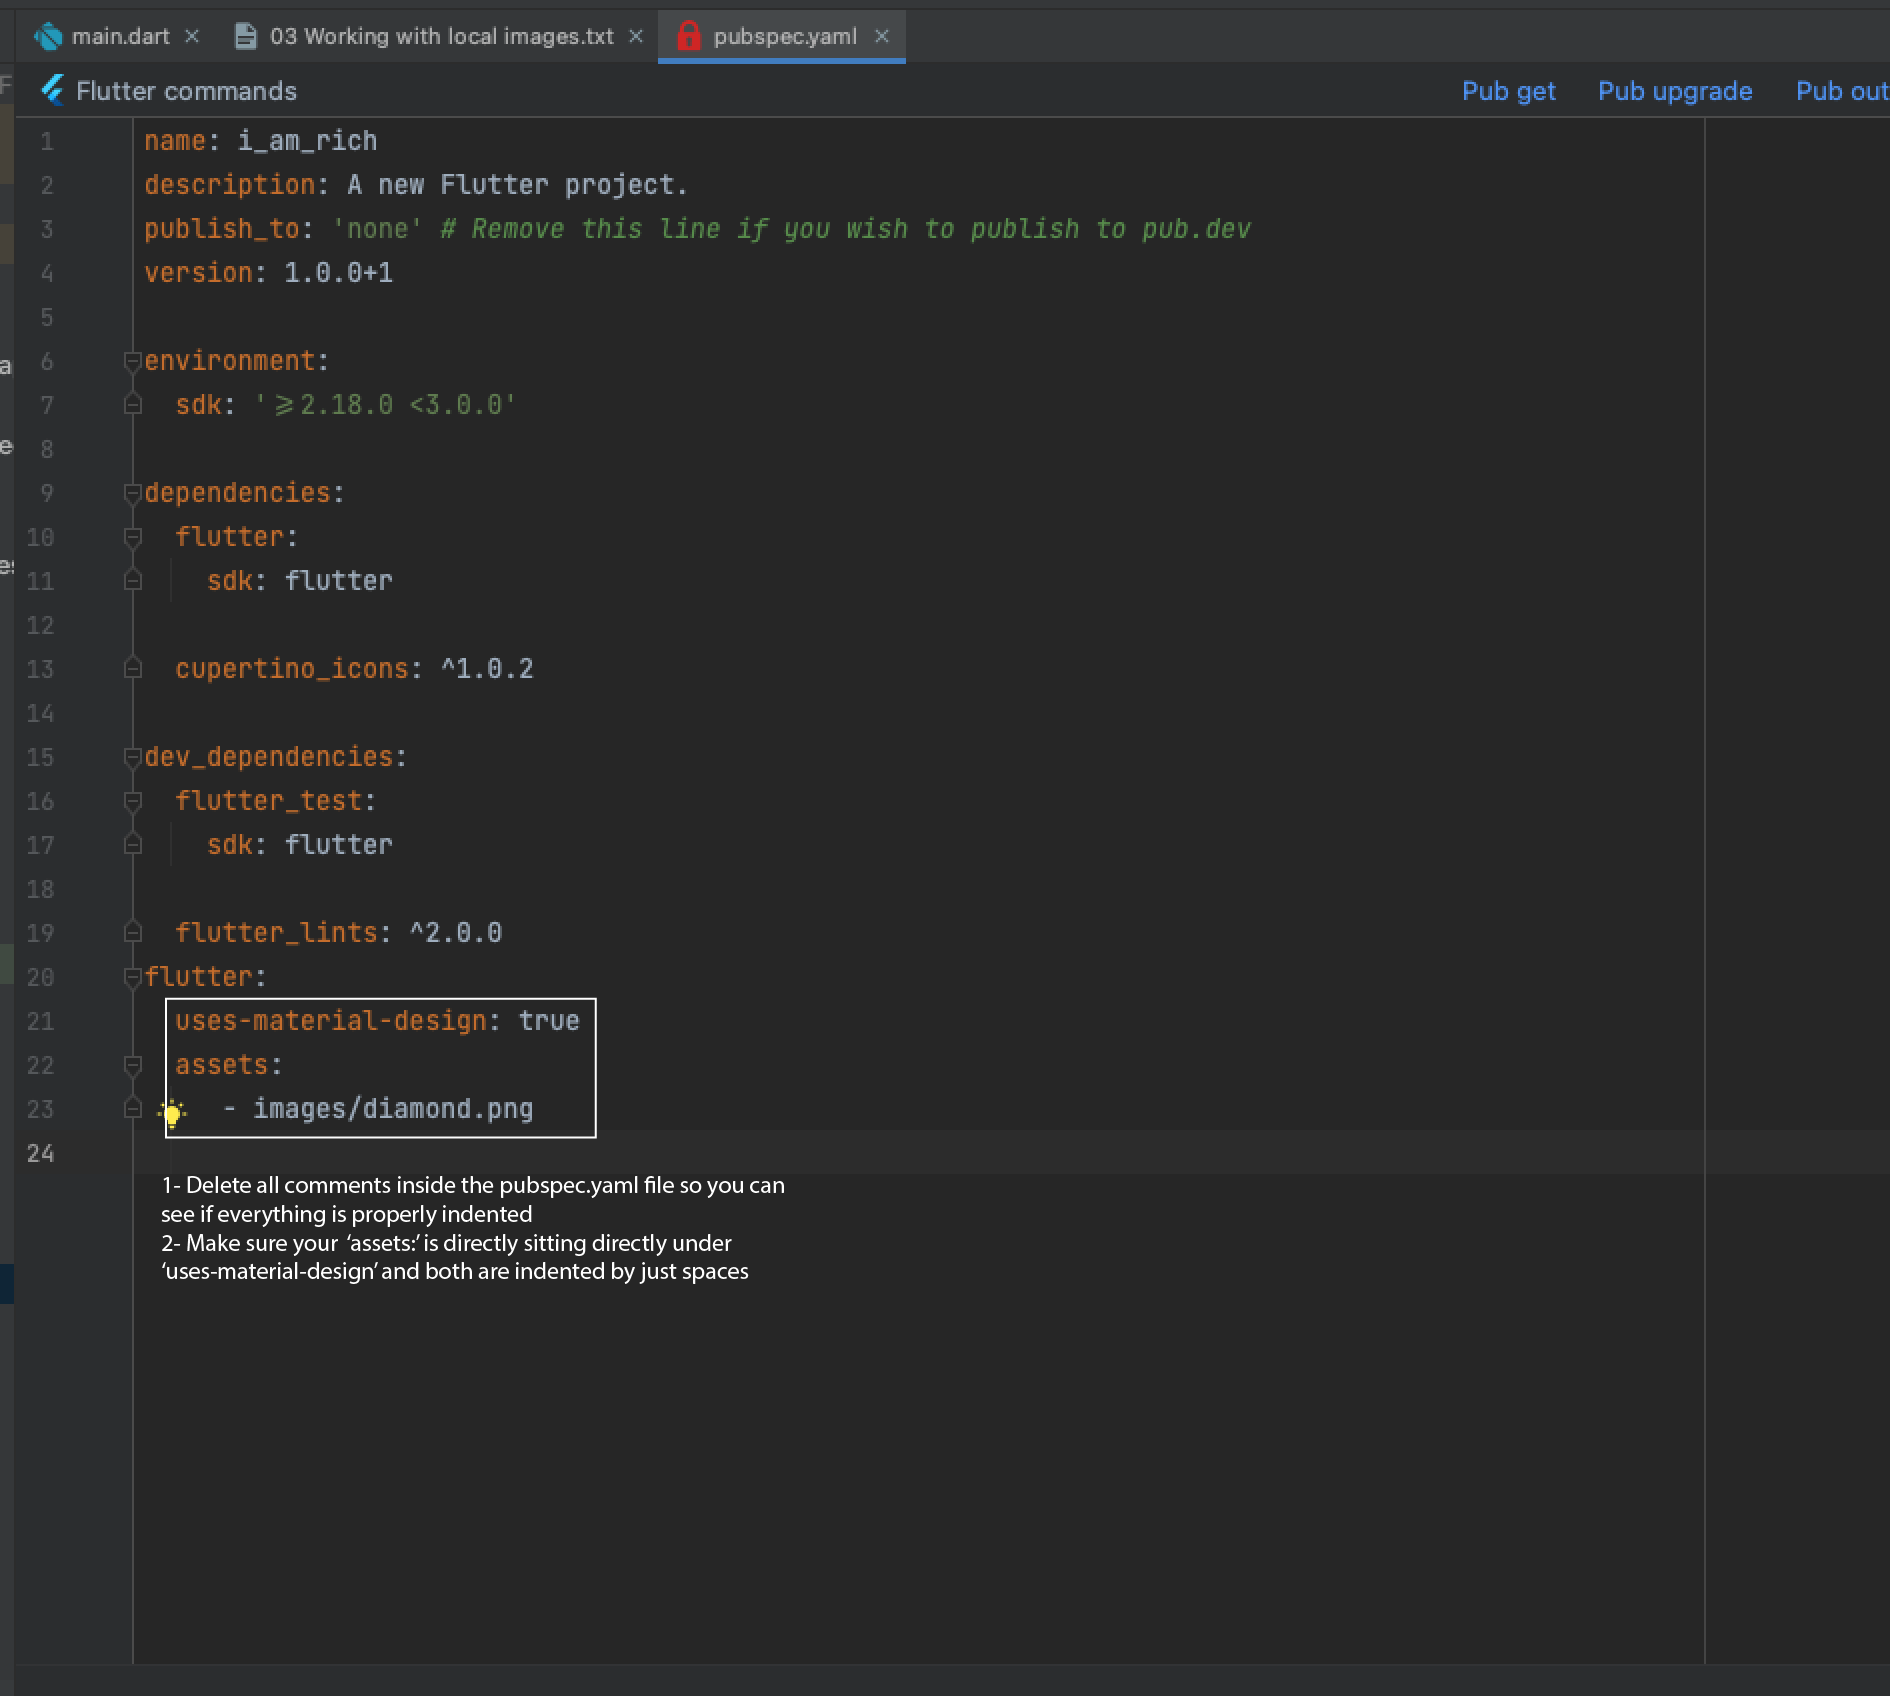 main.dart
03 Working with local images.txt
pubspec.yaml
Flutter commands
Pub get
Pub upgrade
Pub out
1 name: i_am_rich
2 description: A new Flutter project.
3 publish_to: 'none' # Remove this line if you wish to publish to pub.dev
4 version: 1.0.0+1
5
6 environment:
7 sdk: '>=2.18.0 <3.0.0'
8
9 dependencies:
10 flutter:
11 sdk: flutter
12
13 cupertino_icons: ^1.0.2
14
15 dev_dependencies:
16 flutter_test:
17 sdk: flutter
18
19 flutter_lints: ^2.0.0
20 flutter:
21 uses-material-design: true
22 assets:
23 - images/diamond.png
24
1- Delete all comments inside the pubspec.yaml file so you can
see if everything is properly indented
2- Make sure your ‘assets:’ is directly sitting directly under
‘uses-material-design’ and both are indented by just spaces